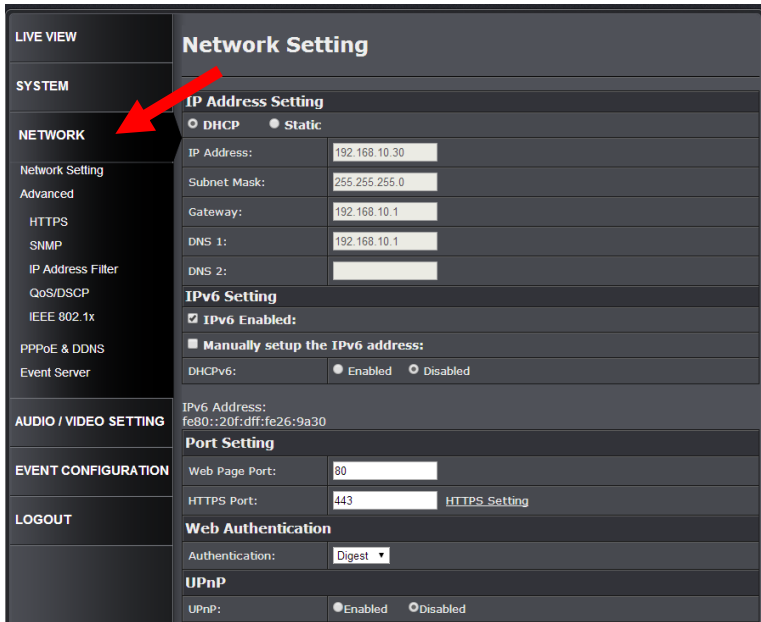 LIVE VIEW
SYSTEM
NETWORK
Network Setting
Advanced
HTTPS
SNMP
IP Address Filter
QoS/DSCP
IEEE 802.1x
PPPoE & DDNS
Event Server
AUDIO / VIDEO SETTING
EVENT CONFIGURATION
LOGOUT
Network Setting
IP Address Setting
DHCP Static
IP Address: 192.168.10.30
Subnet Mask: 255.255.255.0
Gateway: 192.168.10.1
DNS 1: 192.168.10.1
DNS 2:
IPv6 Setting
IPv6 Enabled:
Manually setup the IPv6 address:
DHCPv6: Enabled Disabled
IPv6 Address:
fe80::20f:dff:fe26:9a30
Port Setting
Web Page Port: 80
HTTPS Port: 443 HTTPS Setting
Web Authentication
Authentication: Digest
UPnP
UPnP: Enabled Disabled